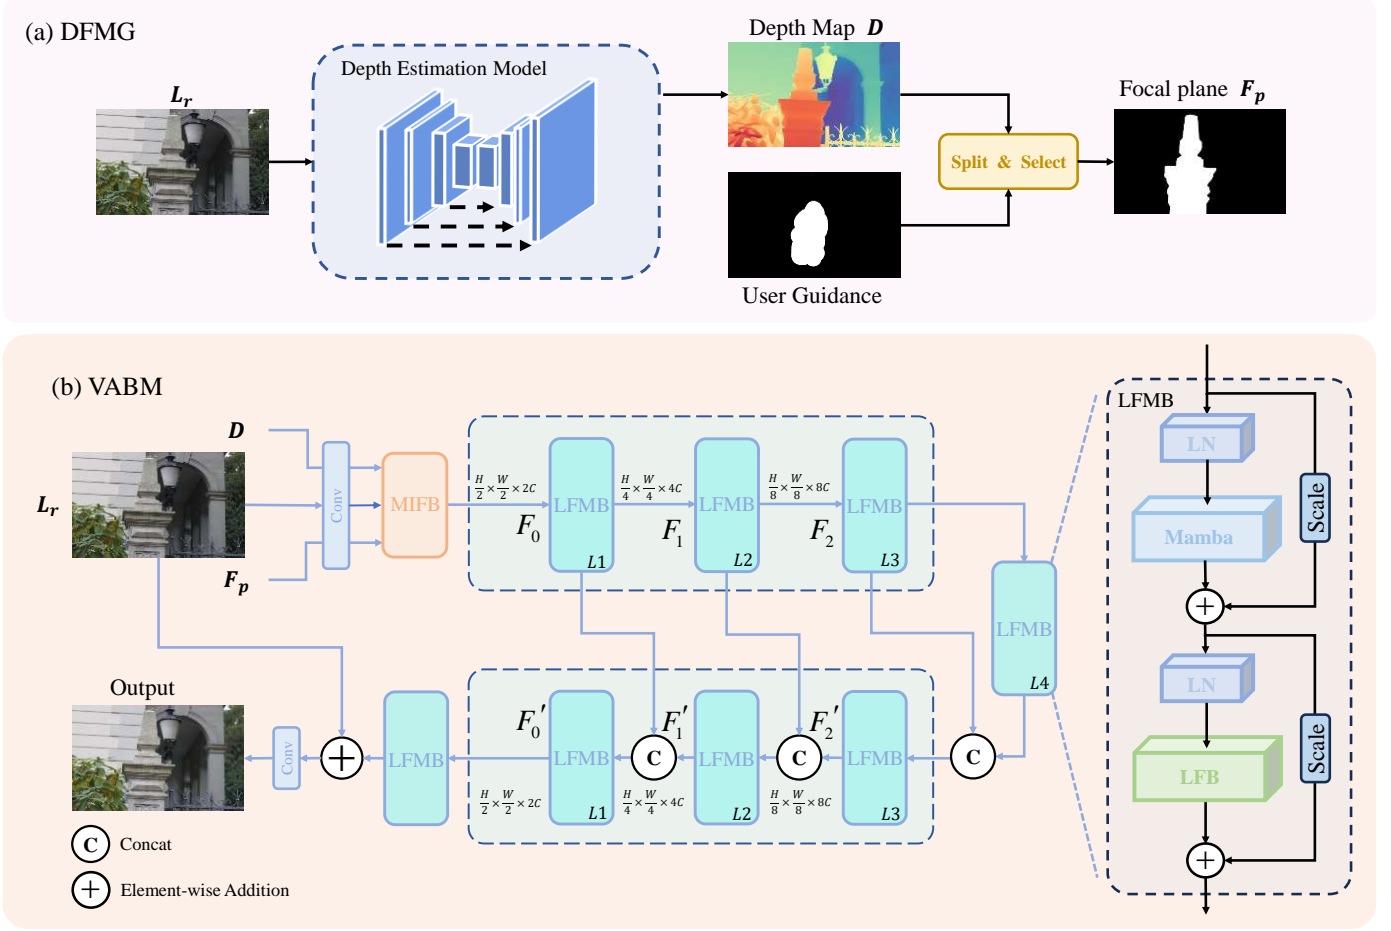 (a) DFMG
L_r
Depth Estimation Model
Depth Map D
User Guidance
Split & Select
Focal plane F_p
(b) VABM
D
L_r
F_p
Conv
MIFB
H/2 × W/2 × 2C
F_0
LFMB
L1
H/4 × W/4 × 4C
F_1
LFMB
L2
H/8 × W/8 × 8C
F_2
LFMB
L3
LFMB
L4
Output
Conv
+
LFMB
F_0'
H/2 × W/2 × 2C
LFMB
L1
C
F_1'
H/4 × W/4 × 4C
LFMB
L2
C
F_2'
H/8 × W/8 × 8C
LFMB
L3
C
C Concat
+ Element-wise Addition
LFMB
LN
Mamba
Scale
+
LN
LFB
Scale
+